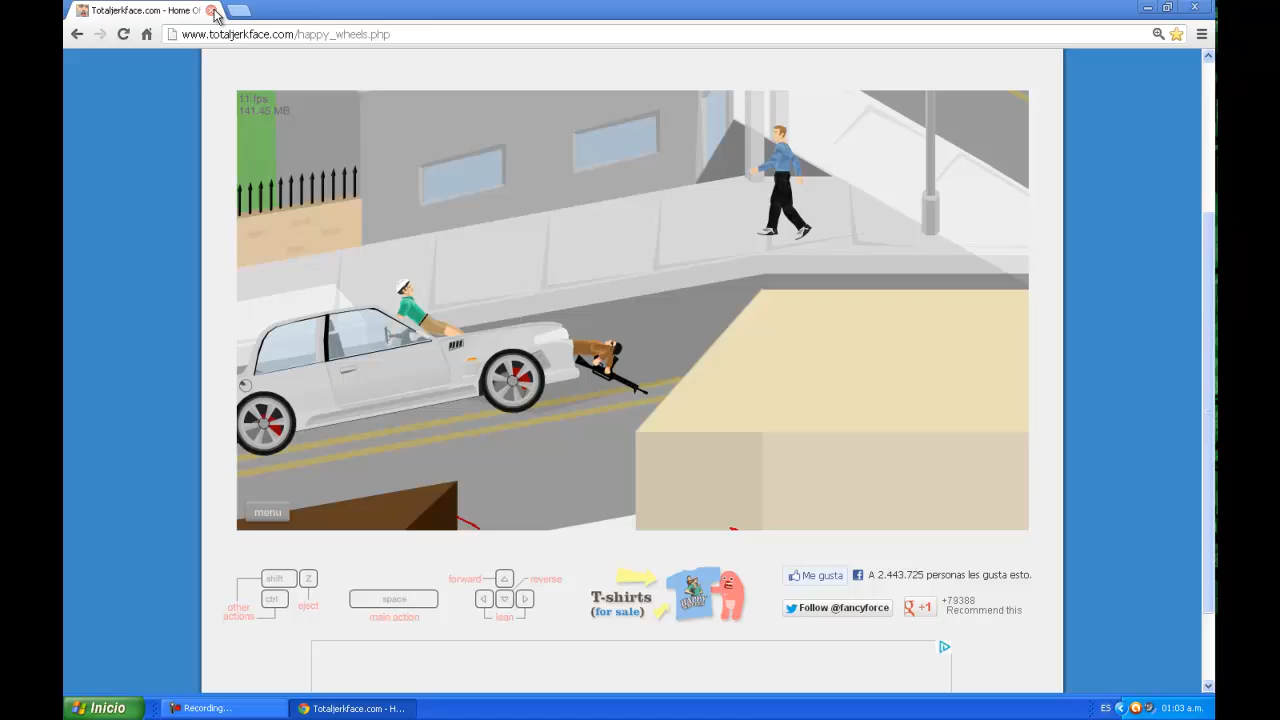 Totaljerkface.com - Home Of
www.totaljerkface.com/happy_wheels.php
11 fps
141.45 MB
menu
shift
Z
ctrl
other
actions
eject
space
main action
forward
reverse
lean
T-shirts
(for sale)
Me gusta
A 2.443.725 personas les gusta esto.
Follow @fancyforce
+1
+79388
Recommend this
Inicio
Recording...
Totaljerkface.com - H...
ES
01:03 a.m.